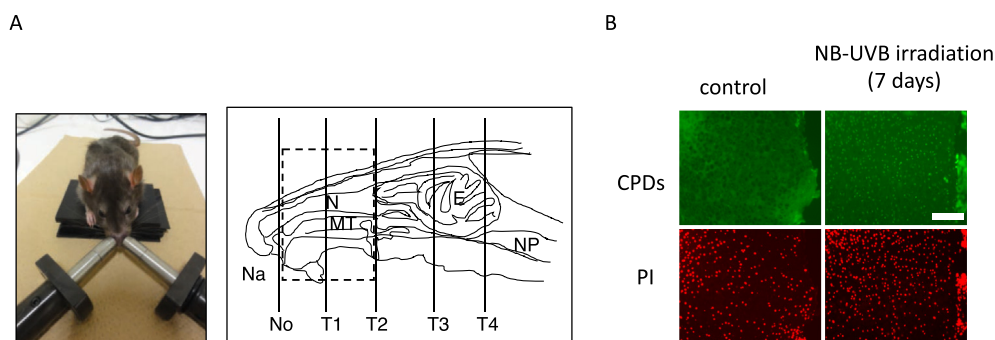 A
B
NB-UVB irradiation
(7 days)
control
CPDs
PI
N
MT
E
NP
Na
No
T1
T2
T3
T4